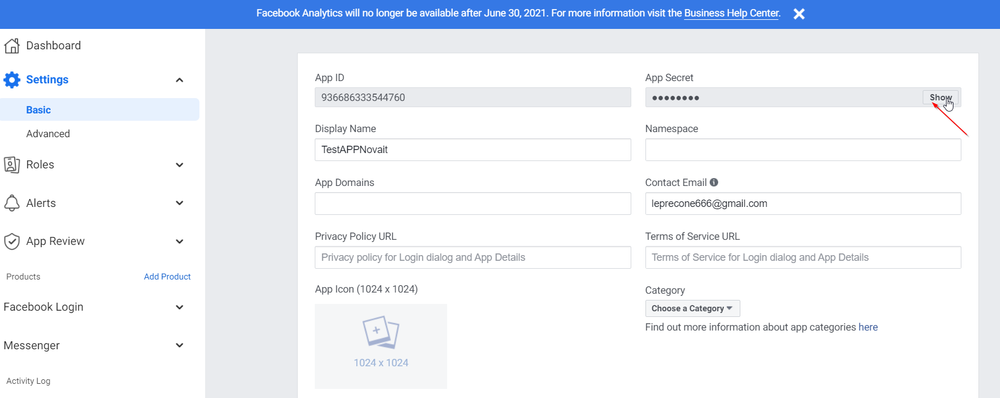 Facebook Analytics will no longer be available after June 30, 2021. For more information visit the Business Help Center.
Dashboard
Settings
Basic
Advanced
Roles
Alerts
App Review
Products
Add Product
Facebook Login
Messenger
Activity Log
App ID
936686333544760
App Secret
●●●●●●●●
Show
Display Name
TestAPPNovait
Namespace
App Domains
Contact Email
leprecone666@gmail.com
Privacy Policy URL
Privacy policy for Login dialog and App Details
Terms of Service URL
Terms of Service for Login dialog and App Details
App Icon (1024 x 1024)
1024 x 1024
Category
Choose a Category
Find out more information about app categories here